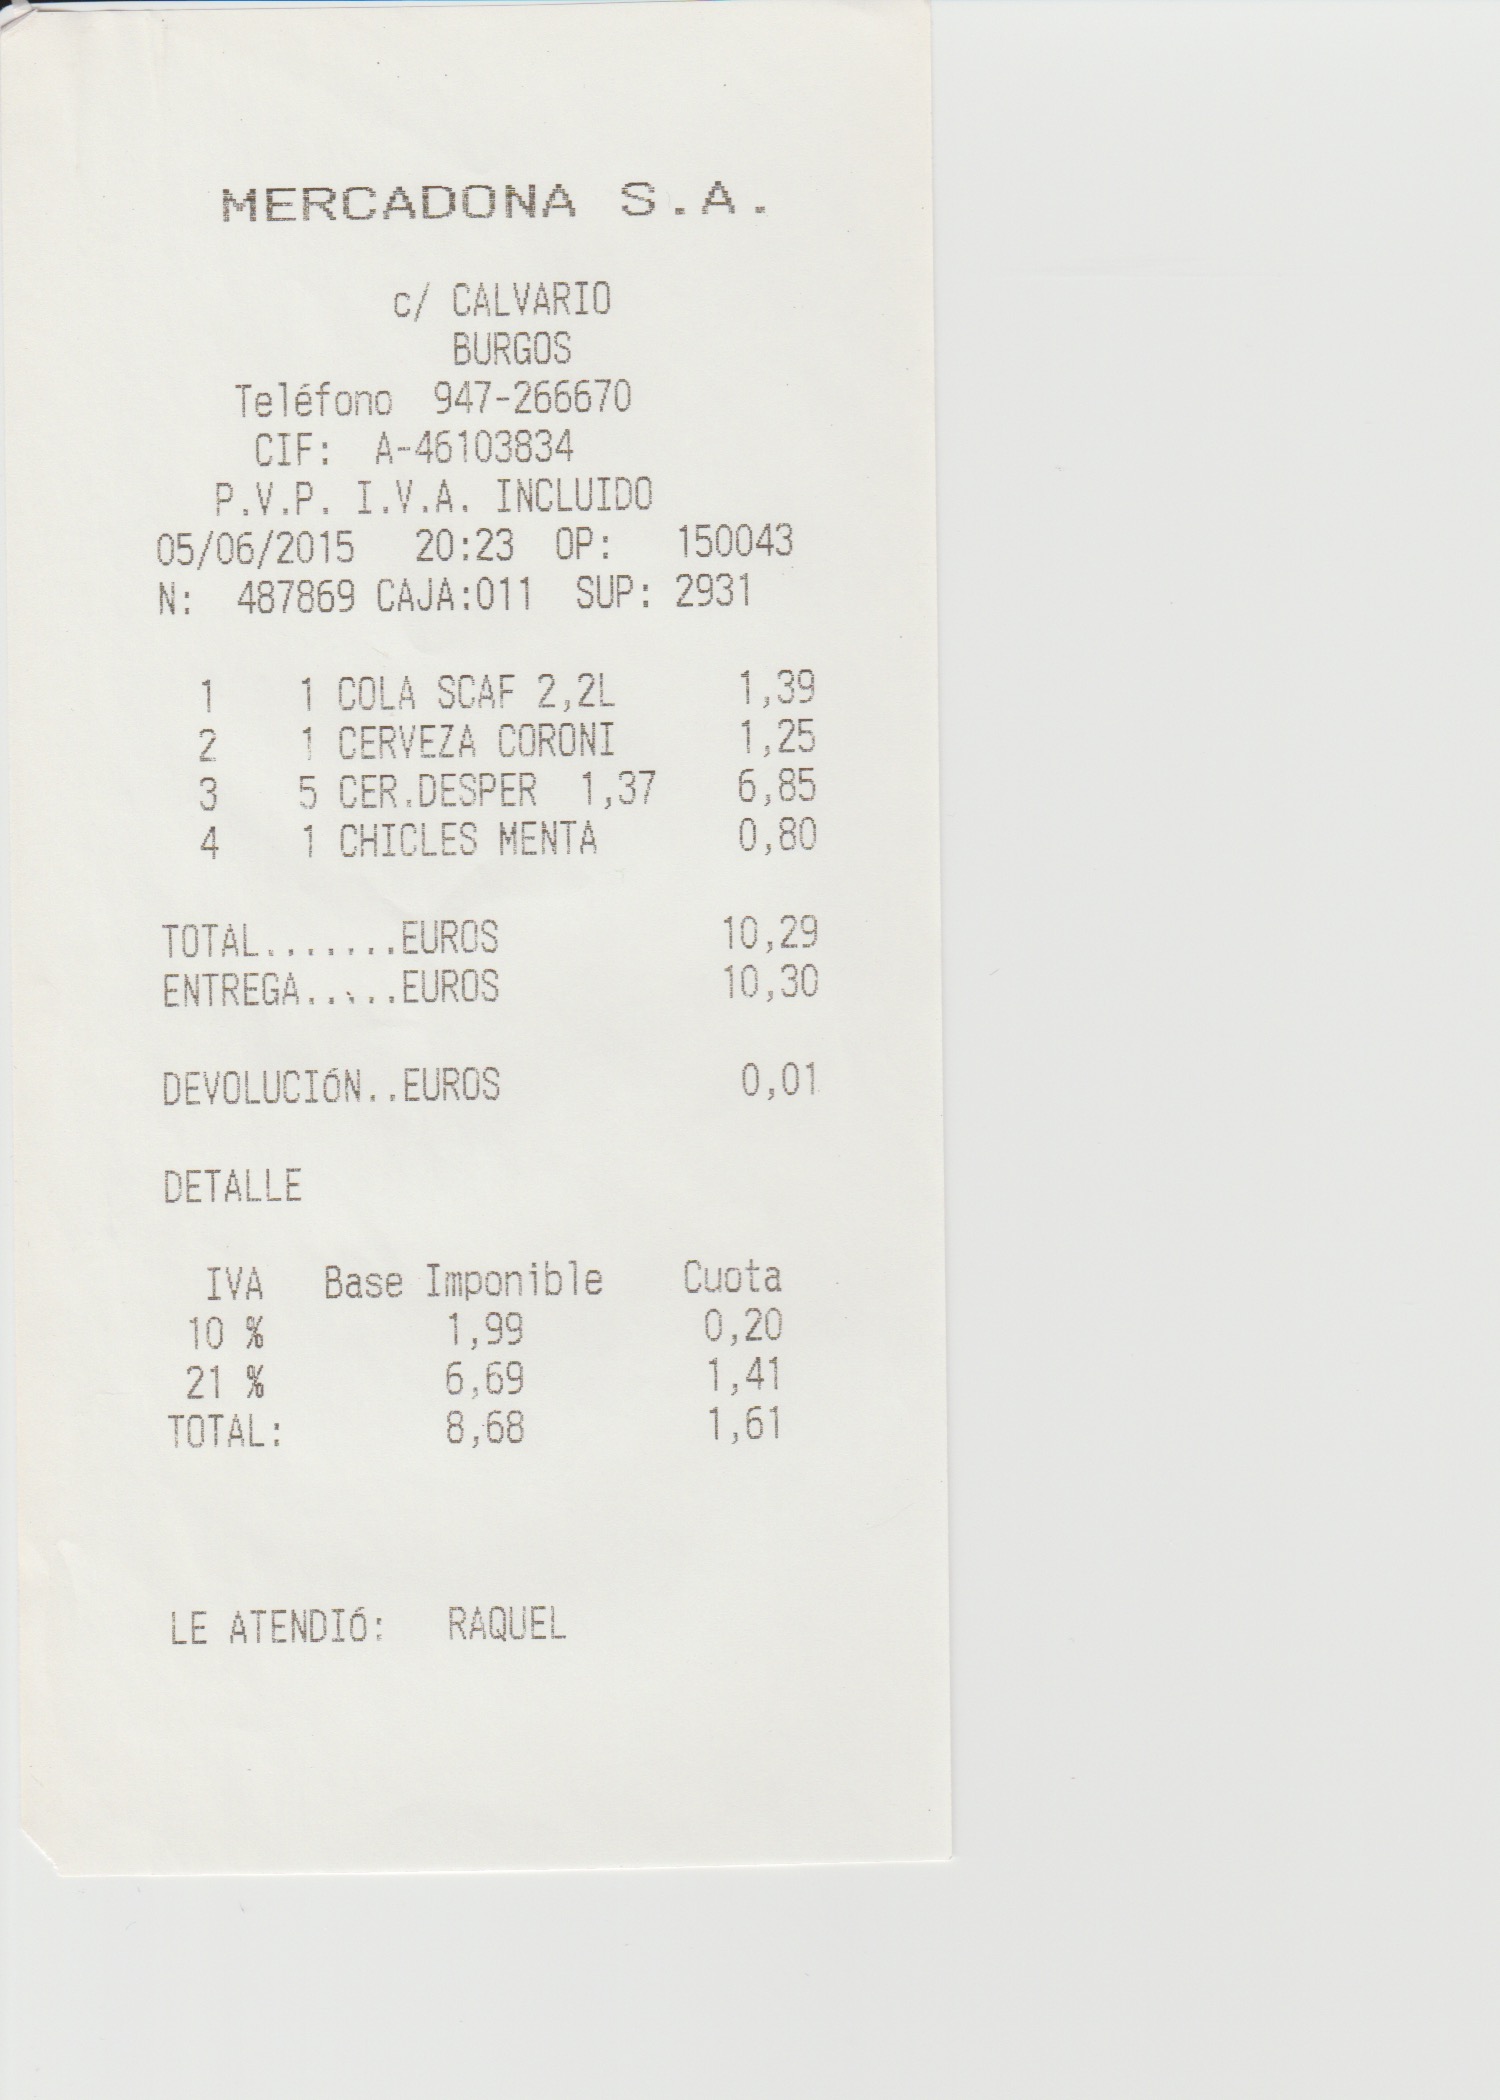 MERCADONA S.A.
c/ CALVARIO
BURGOS
Teléfono 947-266670
CIF: A-46103834
P.V.P. I.V.A. INCLUIDO
05/06/2015 20:23 OP: 150043
N: 487869 CAJA:011 SUP: 2931
1 1 COLA SCAF 2,2L 1,39
2 1 CERVEZA CORONI 1,25
3 5 CER.DESPER 1,37 6,85
4 1 CHICLES MENTA 0,80
TOTAL.......EUROS 10,29
ENTREGA.....EUROS 10,30
DEVOLUCIóN..EUROS 0,01
DETALLE
IVA Base Imponible Cuota
10 % 1,99 0,20
21 % 6,69 1,41
TOTAL: 8,68 1,61
LE ATENDIó: RAQUEL